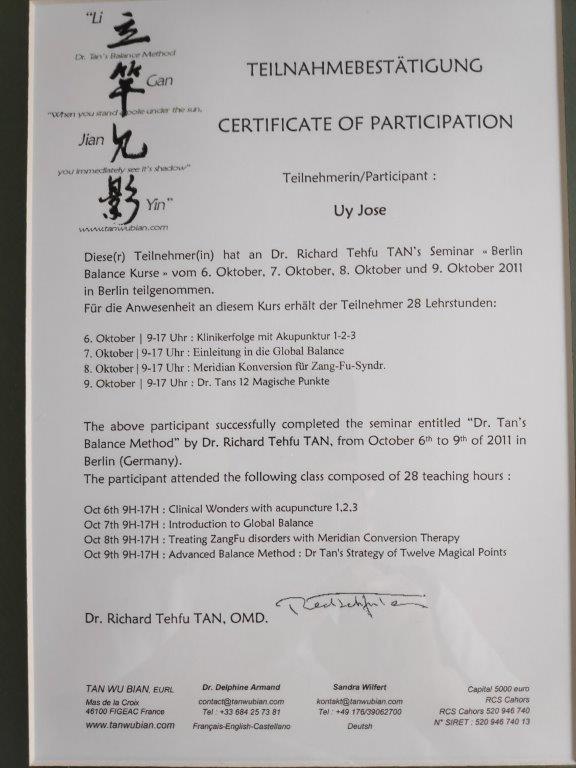 "Li 立
Dr. Tan's Balance Method
竿 Gan
"When you stand a pole under the sun,
Jian 见
you immediately see it's shadow"
影 Yin"
www.tanwubian.com
TEILNAHMEBESTÄTIGUNG
CERTIFICATE OF PARTICIPATION
Teilnehmerin/Participant :
Uy Jose
Diese(r) Teilnehmer(in) hat an Dr. Richard Tehfu TAN's Seminar « Berlin
Balance Kurse » vom 6. Oktober, 7. Oktober, 8. Oktober und 9. Oktober 2011
in Berlin teilgenommen.
Für die Anwesenheit an diesem Kurs erhält der Teilnehmer 28 Lehrstunden:
6. Oktober | 9-17 Uhr : Klinikerfolge mit Akupunktur 1-2-3
7. Oktober | 9-17 Uhr : Einleitung in die Global Balance
8. Oktober | 9-17 Uhr : Meridian Konversion für Zang-Fu-Syndr.
9. Oktober | 9-17 Uhr : Dr. Tans 12 Magische Punkte
The above participant successfully completed the seminar entitled "Dr. Tan's
Balance Method" by Dr. Richard Tehfu TAN, from October 6th to 9th of 2011 in
Berlin (Germany).
The participant attended the following class composed of 28 teaching hours :
Oct 6th 9H-17H : Clinical Wonders with acupuncture 1,2,3
Oct 7th 9H-17H : Introduction to Global Balance
Oct 8th 9H-17H : Treating ZangFu disorders with Meridian Conversion Therapy
Oct 9th 9H-17H : Advanced Balance Method : Dr Tan's Strategy of Twelve Magical Points
Dr. Richard Tehfu TAN, OMD.
TAN WU BIAN, EURL
Mas de la Croix
46100 FIGEAC France
www.tanwubian.com
Dr. Delphine Armand
contact@tanwubian.com
Tel : +33 684 25 73 81
Français-English-Castellano
Sandra Wilfert
kontakt@tanwubian.com
Tel : +49 176/39062700
Deutsh
Capital 5000 euro
RCS Cahors
RCS Cahors 520 946 740
N° SIRET : 520 946 740 13